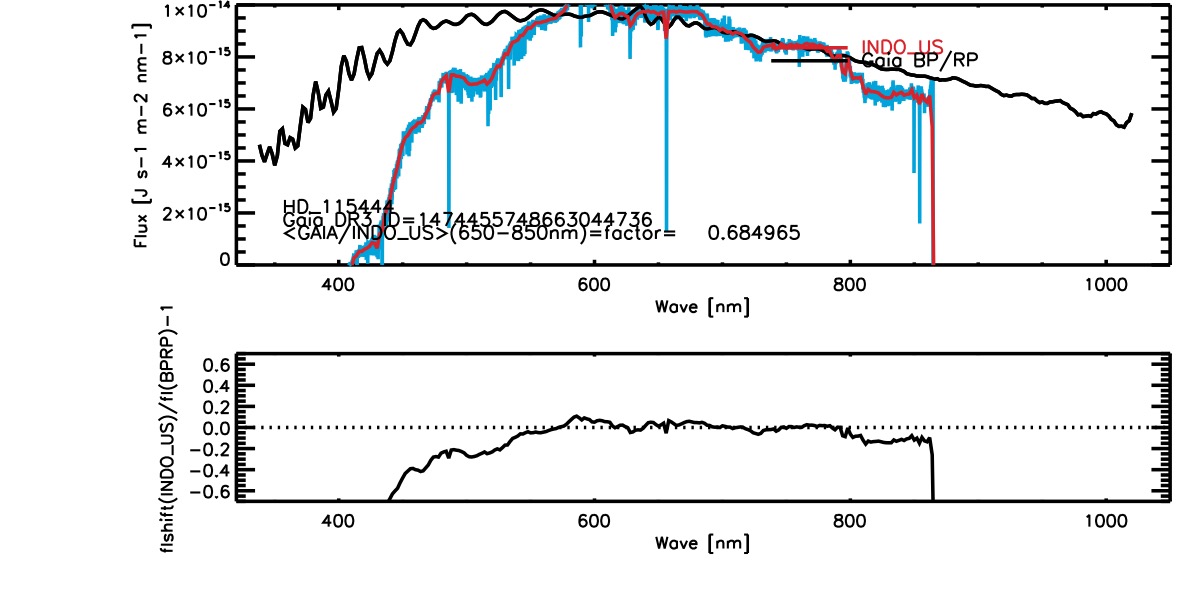 1×10-14
8×10-15
6×10-15
4×10-15
2×10-15
0
Flux [J s-1 m-2 nm-1]
INDO_US
Gaia BP/RP
HD_115444
Gaia DR3 ID=1474455748663044736
<GAIA/INDO_US>(650-850nm)=factor= 0.684965
400 600 800 1000
Wave [nm]
flshift(INDO_US)/fl(BPRP)-1
0.6
0.4
0.2
0.0
-0.2
-0.4
-0.6
400 600 800 1000
Wave [nm]